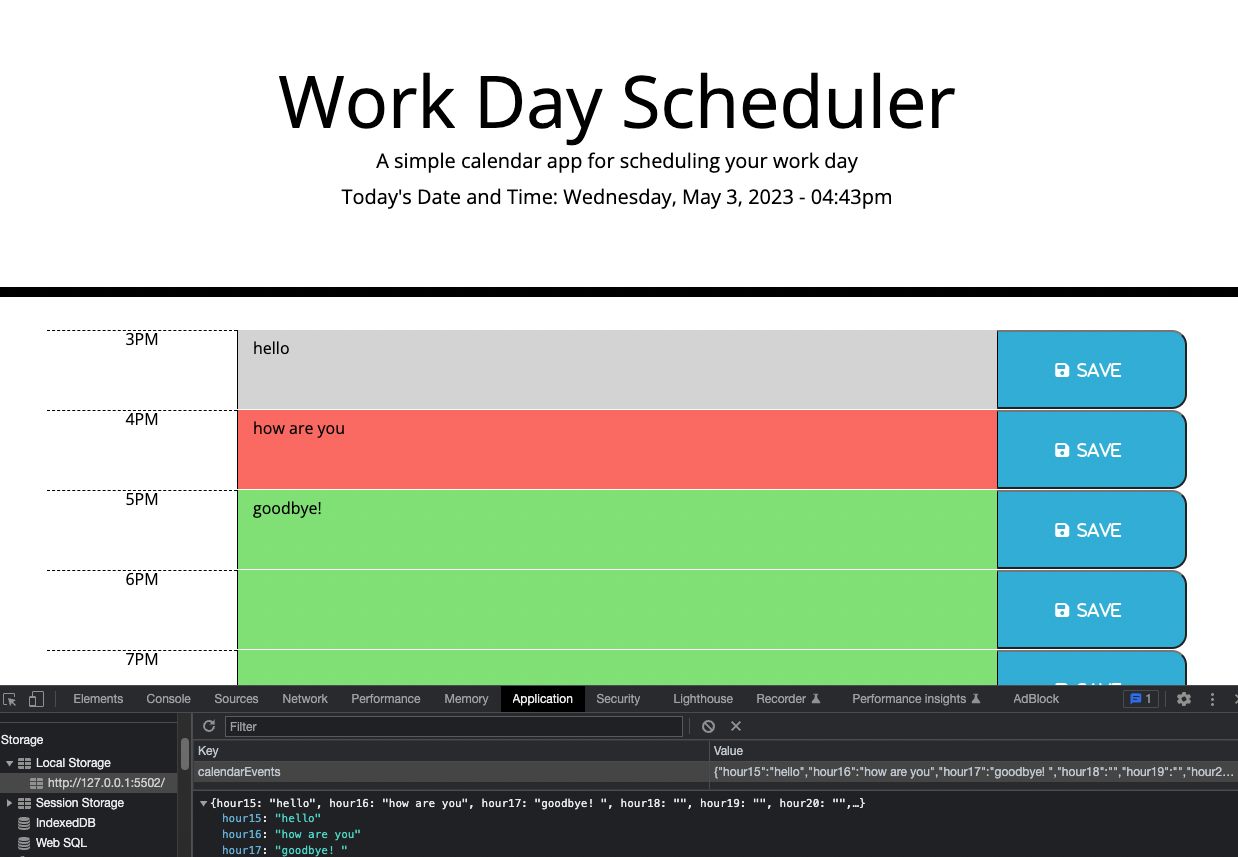 Work Day Scheduler
A simple calendar app for scheduling your work day
Today's Date and Time: Wednesday, May 3, 2023 - 04:43pm
3PM
hello
SAVE
4PM
how are you
SAVE
5PM
goodbye!
SAVE
6PM
SAVE
7PM
Elements Console Sources Network Performance Memory Application Security Lighthouse Recorder Performance insights AdBlock 1
Filter
Storage
Key Value
Local Storage
calendarEvents {"hour15":"hello","hour16":"how are you","hour17":"goodbye! ","hour18":"","hour19":"","hour2...
http://127.0.0.1:5502/
Session Storage
{hour15: "hello", hour16: "how are you", hour17: "goodbye! ", hour18: "", hour19: "", hour20: "",…}
hour15: "hello"
IndexedDB
hour16: "how are you"
Web SQL
hour17: "goodbye! "